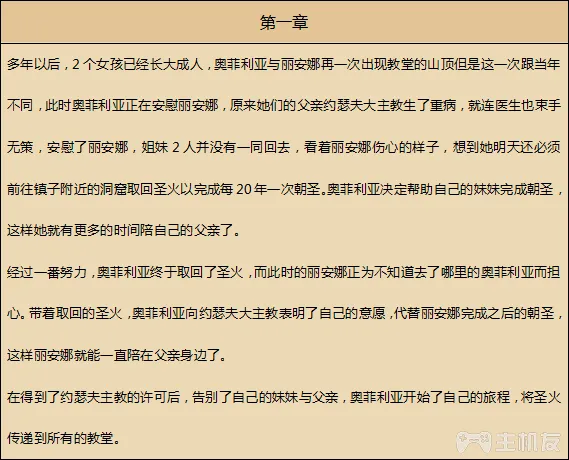 第一章
多年以后，2个女孩已经长大成人，奥菲利亚与丽安娜再一次出现教堂的山顶但是这一次跟当年
不同，此时奥菲利亚正在安慰丽安娜，原来她们的父亲约瑟夫大主教生了重病，就连医生也束手
无策，安慰了丽安娜，姐妹2人并没有一同回去，看着丽安娜伤心的样子，想到她明天还必须
前往镇子附近的洞窟取回圣火以完成每20年一次朝圣。奥菲利亚决定帮助自己的妹妹完成朝圣，
这样她就有更多的时间陪自己的父亲了。
经过一番努力，奥菲利亚终于取回了圣火，而此时的丽安娜正为不知道去了哪里的奥菲利亚而担
心。带着取回的圣火，奥菲利亚向约瑟夫大主教表明了自己的意愿，代替丽安娜完成之后的朝圣，
这样丽安娜就能一直陪在父亲身边了。
在得到了约瑟夫主教的许可后，告别了自己的妹妹与父亲，奥菲利亚开始了自己的旅程，将圣火
传递到所有的教堂。
主机友